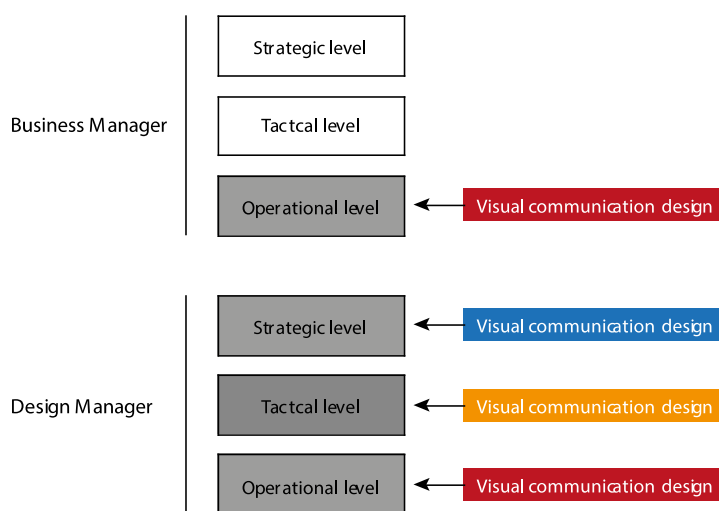 Strategic level
Business Manager
Tactcal level
Operational level
Visual communication design
Strategic level
Visual communication design
Design Manager
Tactcal level
Visual communication design
Operational level
Visual communication design